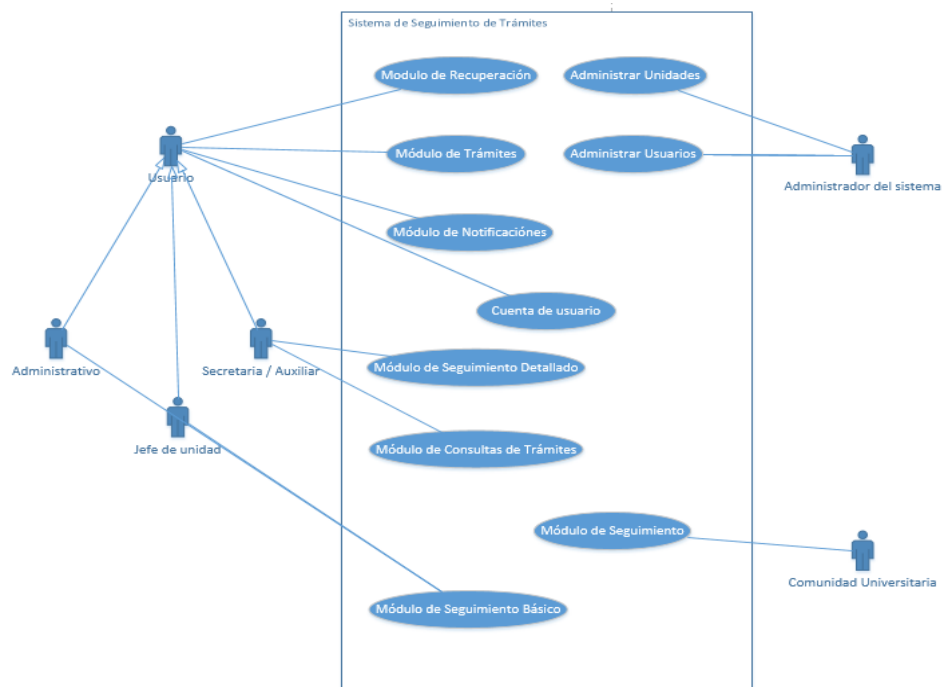 Sistema de Seguimiento de Trámites
Modulo de Recuperación
Administrar Unidades
Usuario
Módulo de Trámites
Administrar Usuarios
Administrador del sistema
Módulo de Notificaciónes
Cuenta de usuario
Administrativo
Secretaria / Auxiliar
Módulo de Seguimiento Detallado
Jefe de unidad
Módulo de Consultas de Trámites
Módulo de Seguimiento
Comunidad Universitaria
Módulo de Seguimiento Básico